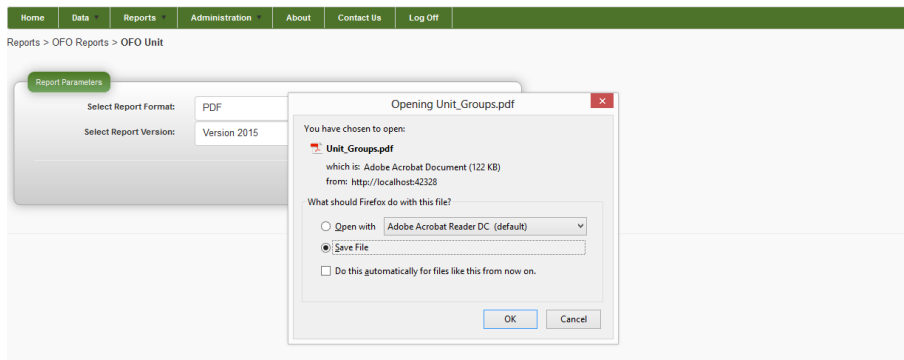 Home Data Reports Administration About Contact Us Log Off
Reports > OFO Reports > OFO Unit
Report Parameters
Select Report Format: PDF
Select Report Version: Version 2015
Opening Unit_Groups.pdf
You have chosen to open:
Unit_Groups.pdf
which is: Adobe Acrobat Document (122 KB)
from: http://localhost:42328
What should Firefox do with this file?
Open with Adobe Acrobat Reader DC (default)
Save File
Do this automatically for files like this from now on.
OK Cancel